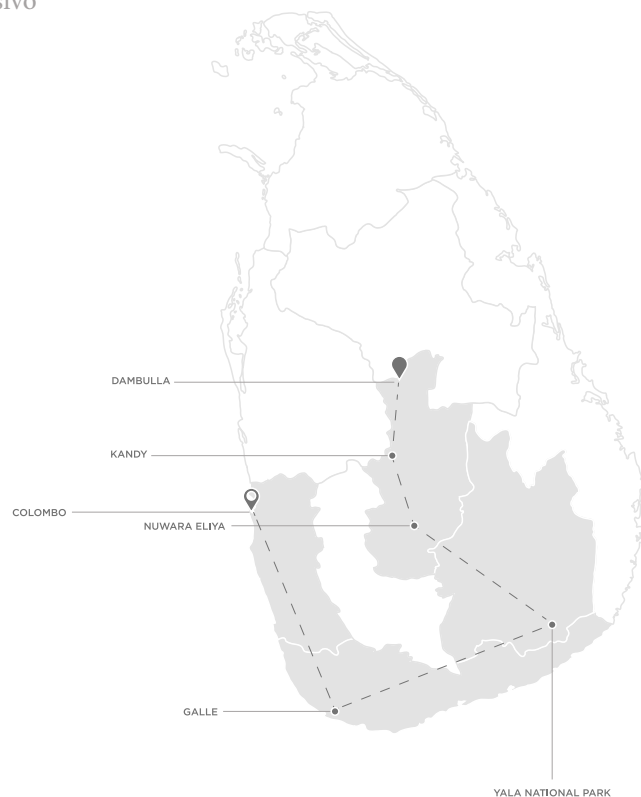 DAMBULLA
KANDY
COLOMBO
NUWARA ELIYA
GALLE
YALA NATIONAL PARK